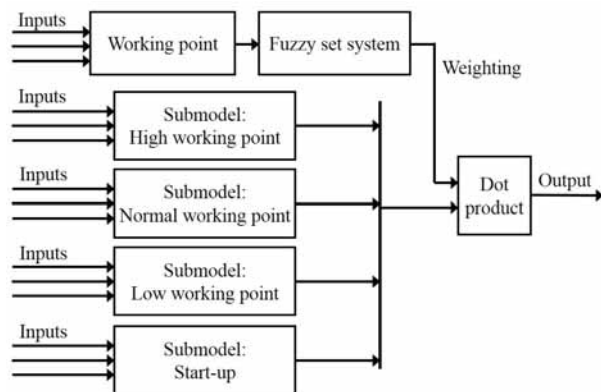 Inputs
Working point
Fuzzy set system
Weighting
Inputs
Submodel:
High working point
Inputs
Submodel:
Normal working point
Dot
product
Output
Inputs
Submodel:
Low working point
Inputs
Submodel:
Start-up